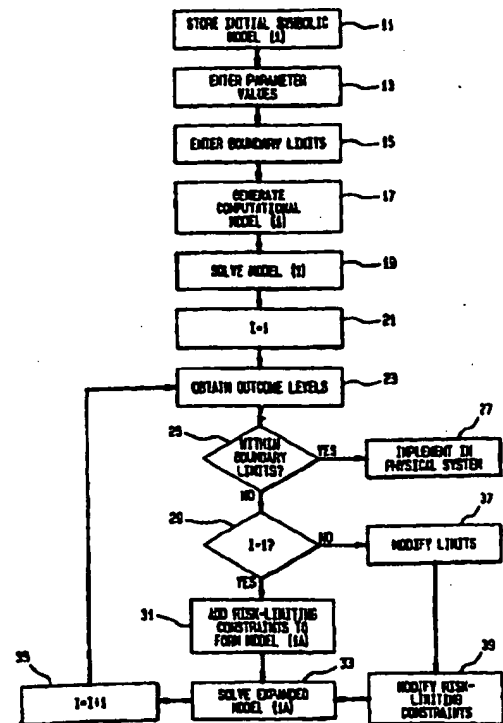 STORE INITIAL SYMBOLIC
MODEL (1)
11
ENTER PARAMETER
VALUES
13
ENTER BOUNDARY LIMITS
15
GENERATE
COMPUTATIONAL
MODEL (1)
17
SOLVE MODEL (1)
19
I=1
21
OBTAIN OUTCOME LEVELS
23
25
WITHIN
BOUNDARY
LIMITS?
YES
27
IMPLEMENT IN
PHYSICAL SYSTEM
NO
29
I=1?
NO
37
MODIFY LIMITS
YES
31
ADD RISK-LIMITING
CONSTRAINTS TO
FORM MODEL (1A)
33
SOLVE EXPANDED
MODEL (1A)
35
I=I+1
39
MODIFY RISK-
LIMITING
CONSTRAINTS